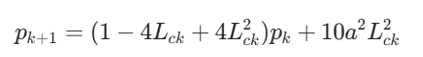 $p_{k+1} = (1 - 4L_{ck} + 4L_{ck}^2)p_k + 10a^2L_{ck}^2$